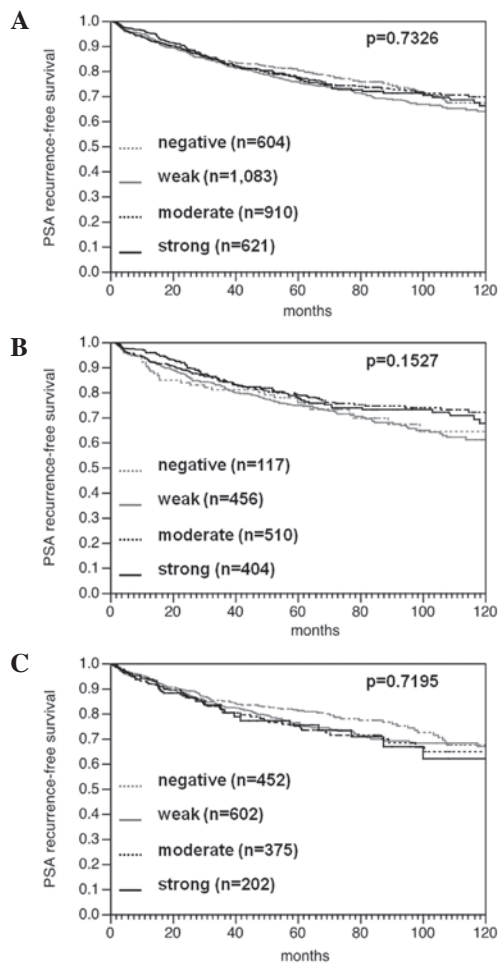 A
p=0.7326
PSA recurrence-free survival
1.0
0.9
0.8
0.7
0.6
0.5
0.4
0.3
0.2
0.1
0.0
negative (n=604)
weak (n=1,083)
moderate (n=910)
strong (n=621)
0 20 40 60 80 100 120
months
B
p=0.1527
PSA recurrence-free survival
1.0
0.9
0.8
0.7
0.6
0.5
0.4
0.3
0.2
0.1
0.0
negative (n=117)
weak (n=456)
moderate (n=510)
strong (n=404)
0 20 40 60 80 100 120
months
C
p=0.7195
PSA recurrence-free survival
1.0
0.9
0.8
0.7
0.6
0.5
0.4
0.3
0.2
0.1
0.0
negative (n=452)
weak (n=602)
moderate (n=375)
strong (n=202)
0 20 40 60 80 100 120
months